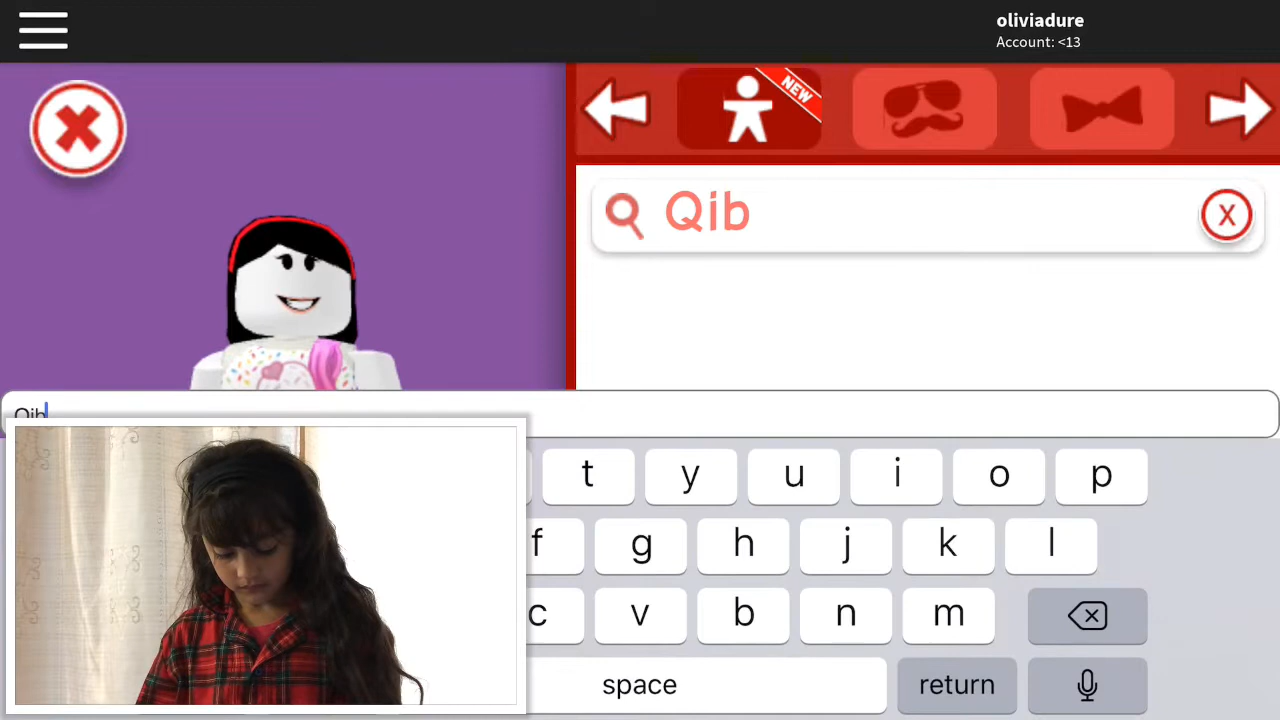 oliviadure
Account: <13
NEW
Qib
X
Qib
t y u i o p
f g h j k l
c v b n m
space return